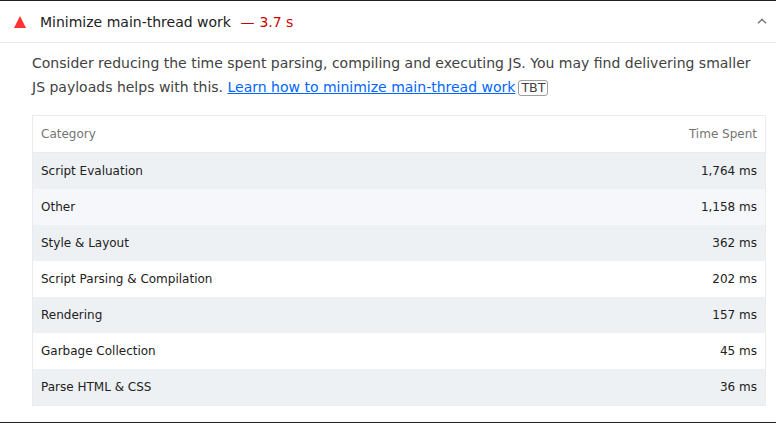 Minimize main-thread work — 3.7 s
Consider reducing the time spent parsing, compiling and executing JS. You may find delivering smaller
JS payloads helps with this. Learn how to minimize main-thread work TBT
Category Time Spent
Script Evaluation 1,764 ms
Other 1,158 ms
Style & Layout 362 ms
Script Parsing & Compilation 202 ms
Rendering 157 ms
Garbage Collection 45 ms
Parse HTML & CSS 36 ms